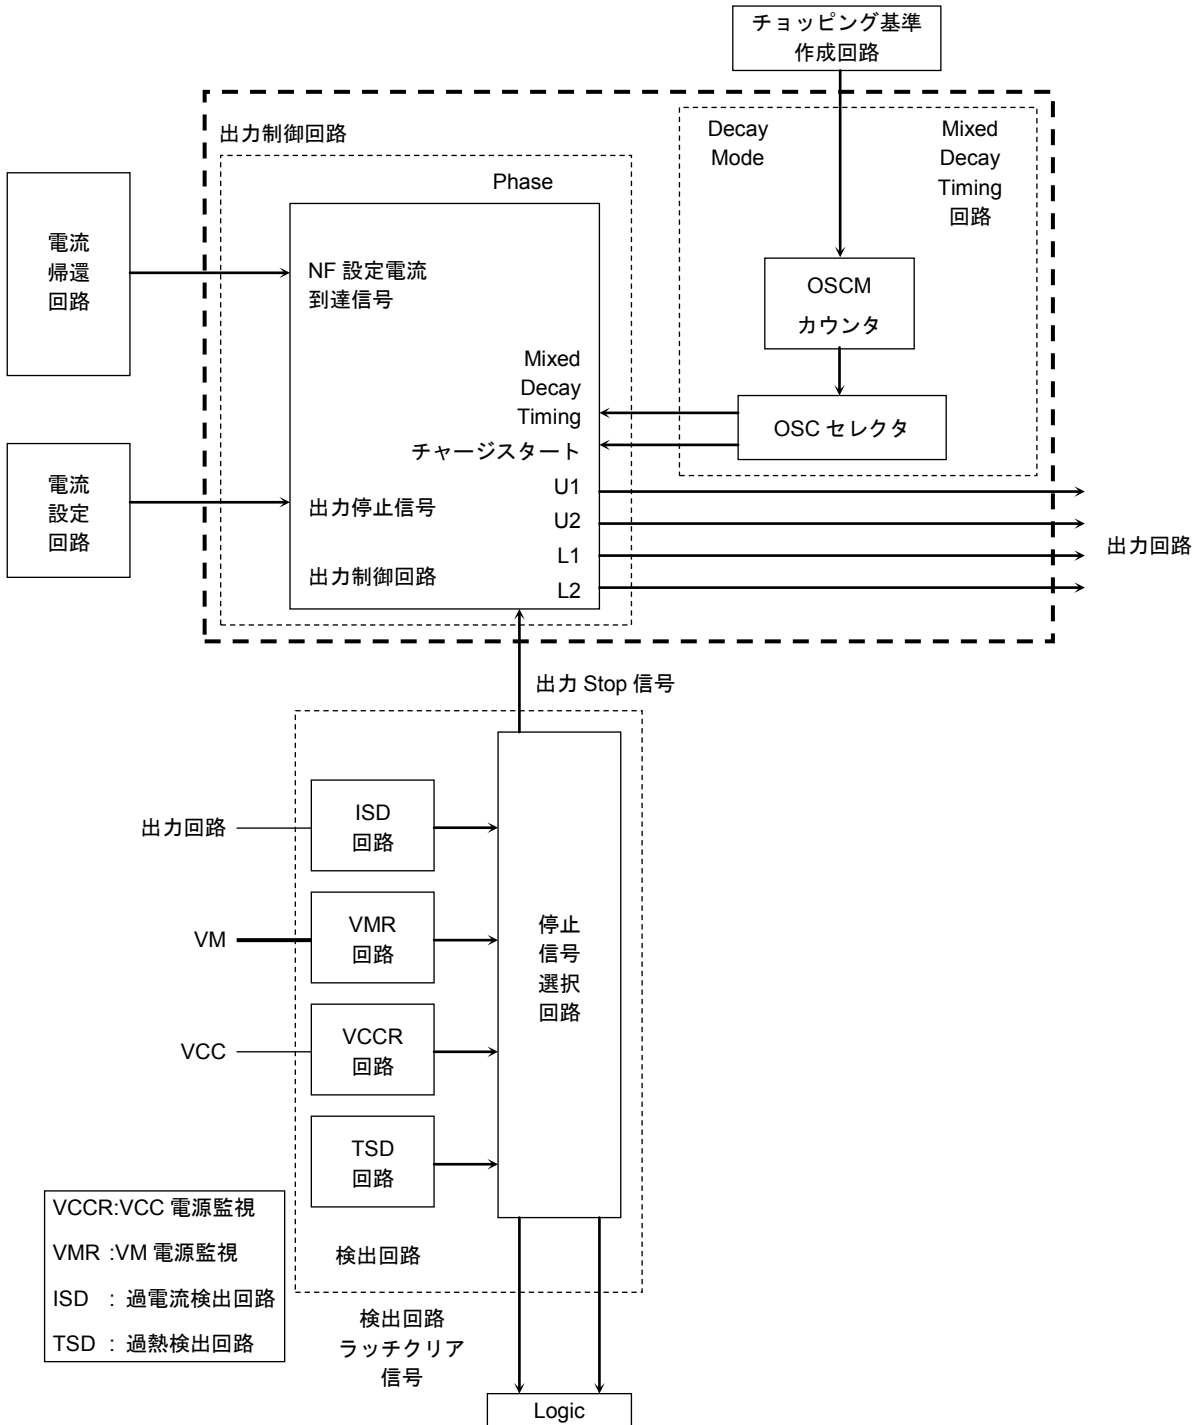 チョッピング基準
作成回路
出力制御回路
Decay
Mode
Mixed
Decay
Timing
回路
Phase
電流
帰還
回路
NF 設定電流
到達信号
OSCM
カウンタ
Mixed
Decay
Timing
OSC セレクタ
チャージスタート
電流
設定
回路
出力停止信号
U1
U2
L1
L2
出力回路
出力制御回路
出力 Stop 信号
出力回路
ISD
回路
VM
VMR
回路
停止
信号
選択
回路
VCC
VCCR
回路
TSD
回路
VCCR:VCC 電源監視
VMR :VM 電源監視
ISD : 過電流検出回路
TSD : 過熱検出回路
検出回路
検出回路
ラッチクリア
信号
Logic